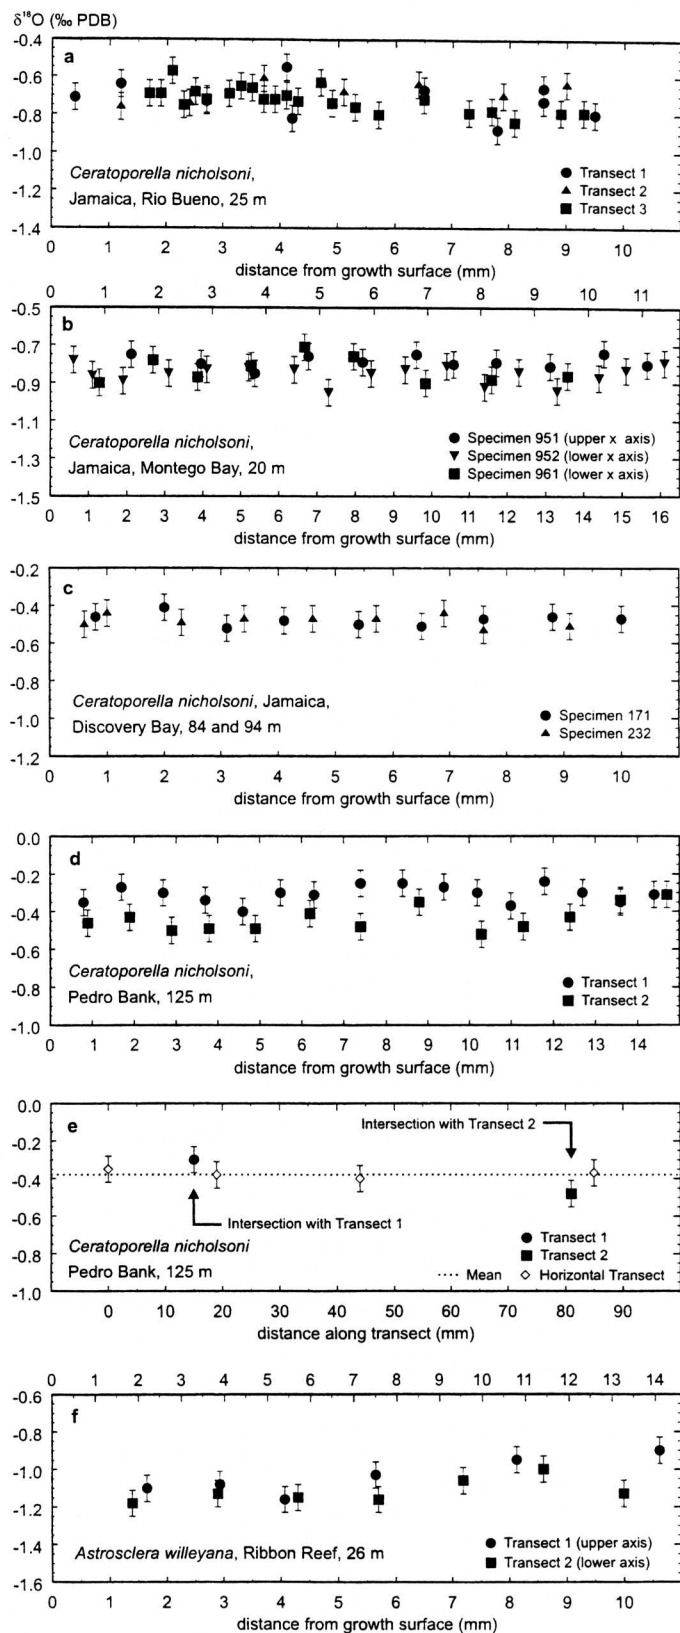 δ¹⁸O (‰ PDB)
-0.4
a
-0.6
-0.8
-1.0
Ceratoporella nicholsoni,
-1.2
Jamaica, Rio Bueno, 25 m
-1.4
Transect 1
Transect 2
Transect 3
0 1 2 3 4 5 6 7 8 9 10
distance from growth surface (mm)
0 1 2 3 4 5 6 7 8 9 10 11
-0.5
b
-0.7
-0.9
-1.1
Ceratoporella nicholsoni,
-1.3
Jamaica, Montego Bay, 20 m
-1.5
Specimen 951 (upper x axis)
Specimen 952 (lower x axis)
Specimen 961 (lower x axis)
0 1 2 3 4 5 6 7 8 9 10 11 12 13 14 15 16
distance from growth surface (mm)
-0.2
c
-0.4
-0.6
-0.8
Ceratoporella nicholsoni, Jamaica,
-1.0
Discovery Bay, 84 and 94 m
-1.2
Specimen 171
Specimen 232
0 1 2 3 4 5 6 7 8 9 10
distance from growth surface (mm)
0.0
d
-0.2
-0.4
-0.6
Ceratoporella nicholsoni,
-0.8
Pedro Bank, 125 m
-1.0
Transect 1
Transect 2
0 1 2 3 4 5 6 7 8 9 10 11 12 13 14
distance from growth surface (mm)
0.0
e
Intersection with Transect 2
-0.2
-0.4
-0.6
Intersection with Transect 1
Ceratoporella nicholsoni
-0.8
Pedro Bank, 125 m
-1.0
Transect 1
Transect 2
Mean
Horizontal Transect
0 10 20 30 40 50 60 70 80 90
distance along transect (mm)
0 1 2 3 4 5 6 7 8 9 10 11 12 13 14
-0.6
f
-0.8
-1.0
-1.2
-1.4
Astrosclera willeyana, Ribbon Reef, 26 m
-1.6
Transect 1 (upper axis)
Transect 2 (lower axis)
0 1 2 3 4 5 6 7 8 9 10
distance from growth surface (mm)